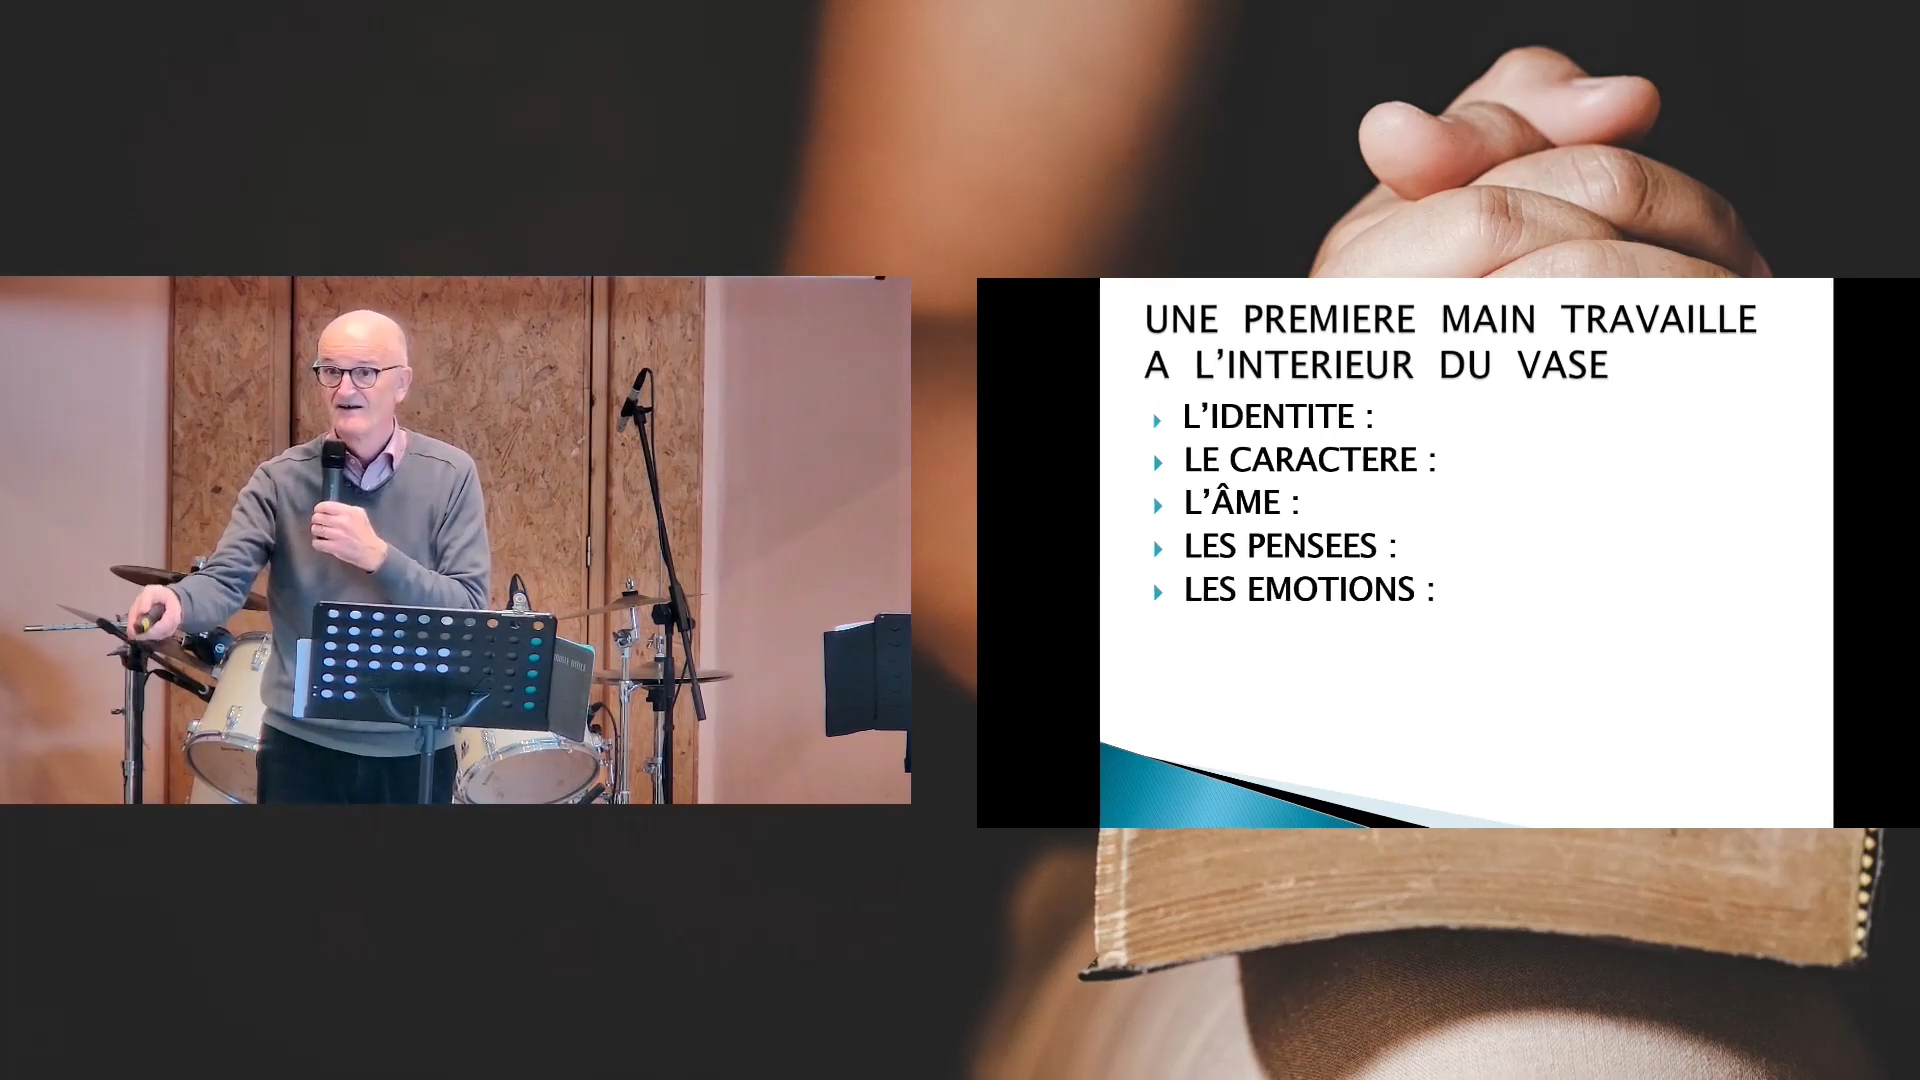 UNE PREMIERE MAIN TRAVAILLE
A L’INTERIEUR DU VASE
L’IDENTITE :
LE CARACTERE :
L’ÂME :
LES PENSEES :
LES EMOTIONS :